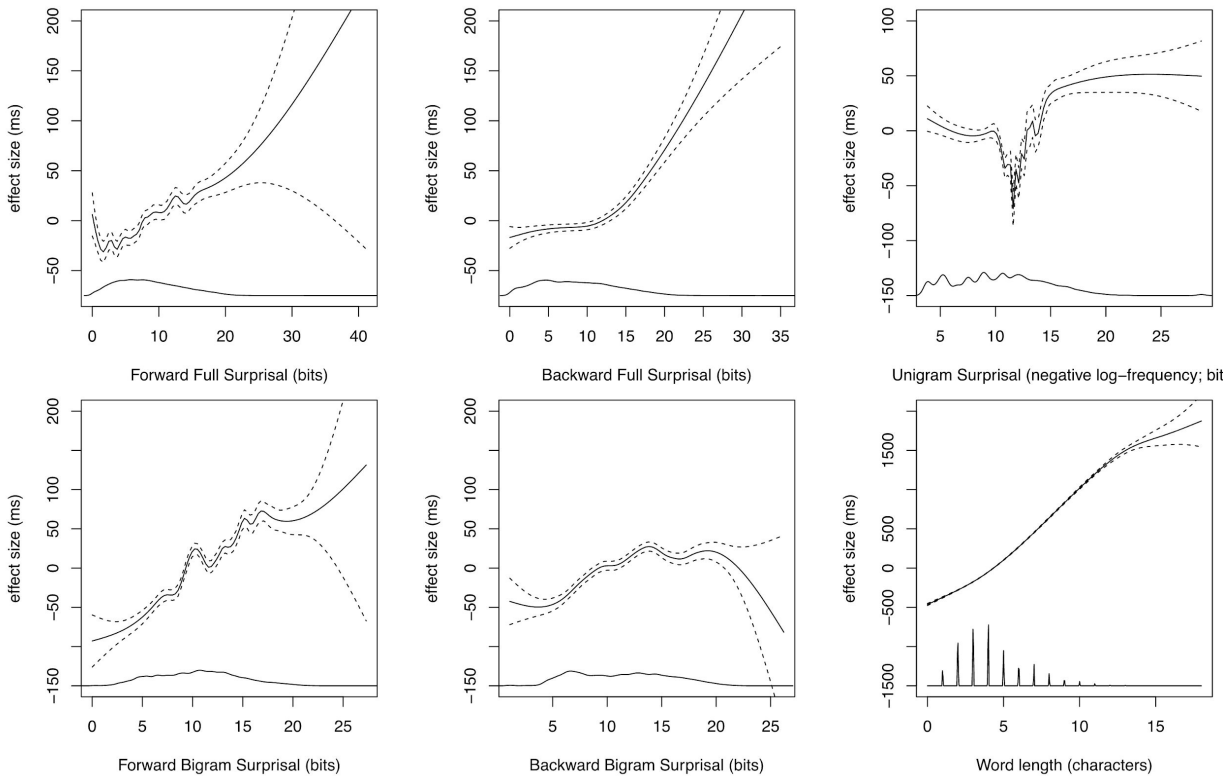 effect size (ms)
−50 0 50 100 150 200
0 10 20 30 40
Forward Full Surprisal (bits)
effect size (ms)
−50 0 50 100 150 200
0 5 10 15 20 25 30 35
Backward Full Surprisal (bits)
effect size (ms)
−150 −100 −50 0 50 100
5 10 15 20 25
Unigram Surprisal (negative log−frequency; bit
effect size (ms)
−150 −50 0 50 100 200
0 5 10 15 20 25
Forward Bigram Surprisal (bits)
effect size (ms)
−150 −50 0 50 100 200
5 10 15 20 25
Backward Bigram Surprisal (bits)
effect size (ms)
−1500 −500 0 500 1500
0 5 10 15
Word length (characters)